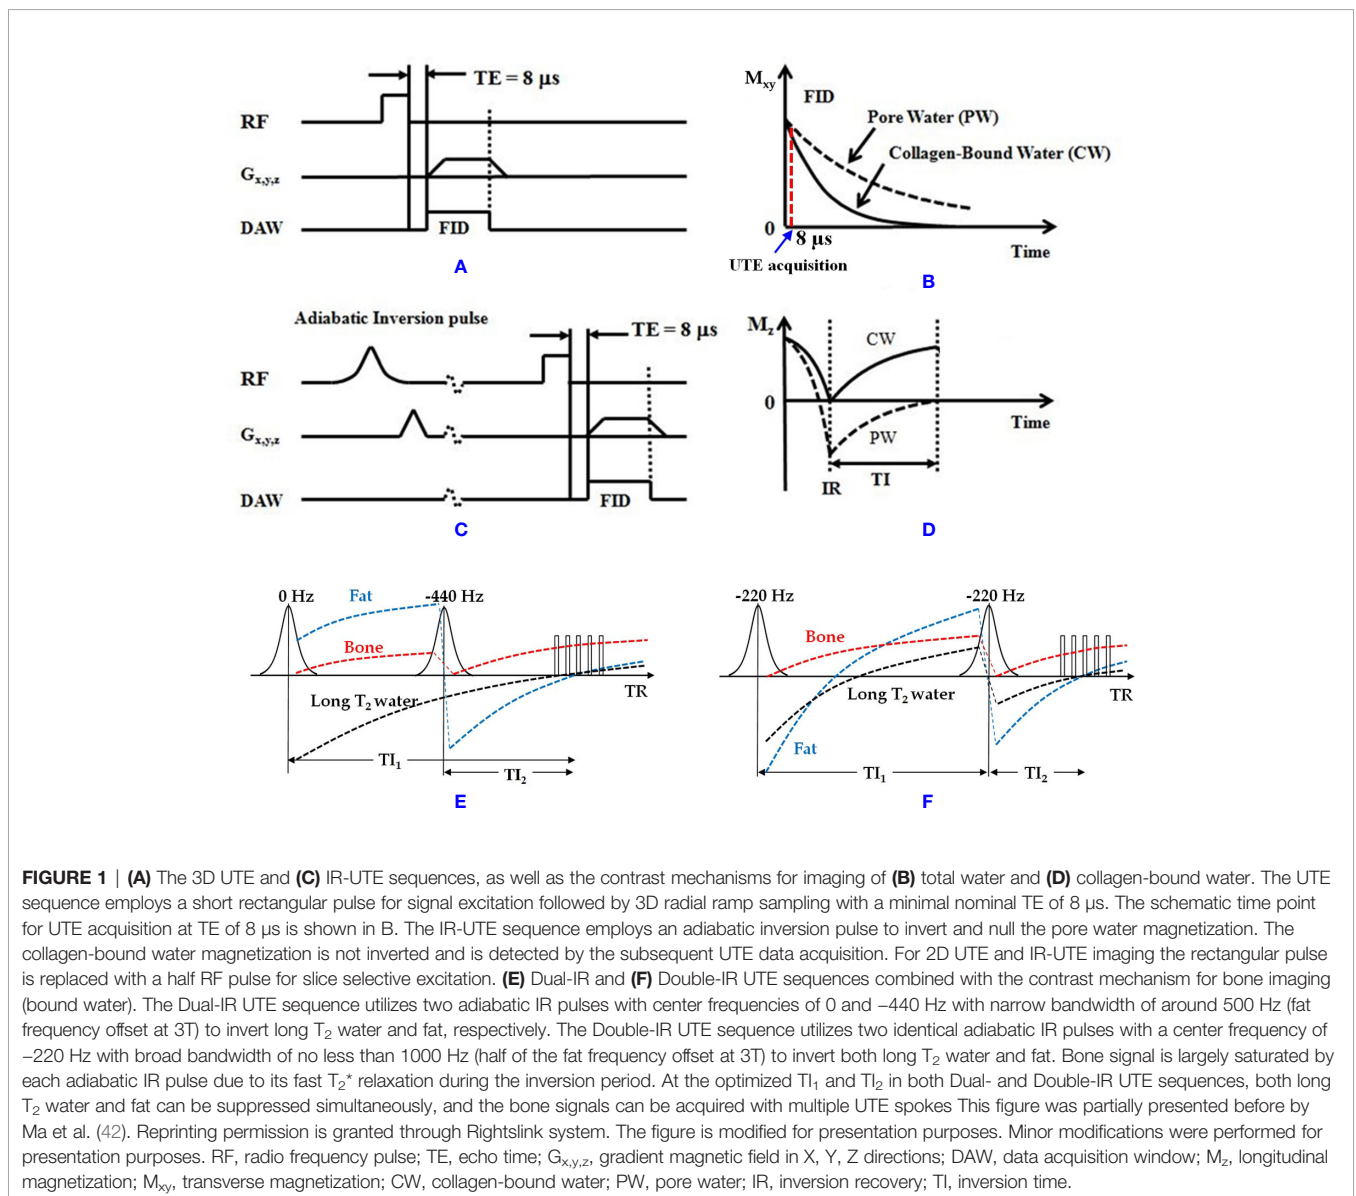 TE = 8 μs
RF
G_x,y,z
DAW
FID
A
M_xy
FID
Pore Water (PW)
Collagen-Bound Water (CW)
0
8 μs
Time
UTE acquisition
B
Adiabatic Inversion pulse
TE = 8 μs
RF
G_x,y,z
DAW
FID
C
M_z
CW
0
Time
PW
IR
TI
D
0 Hz
Fat
-440 Hz
Bone
Long T₂ water
TR
TI₁
TI₂
E
-220 Hz
-220 Hz
Bone
Long T₂ water
TR
Fat
TI₁
TI₂
F
FIGURE 1 | (A) The 3D UTE and (C) IR-UTE sequences, as well as the contrast mechanisms for imaging of (B) total water and (D) collagen-bound water. The UTE
sequence employs a short rectangular pulse for signal excitation followed by 3D radial ramp sampling with a minimal nominal TE of 8 μs. The schematic time point
for UTE acquisition at TE of 8 μs is shown in B. The IR-UTE sequence employs an adiabatic inversion pulse to invert and null the pore water magnetization. The
collagen-bound water magnetization is not inverted and is detected by the subsequent UTE data acquisition. For 2D UTE and IR-UTE imaging the rectangular pulse
is replaced with a half RF pulse for slice selective excitation. (E) Dual-IR and (F) Double-IR UTE sequences combined with the contrast mechanism for bone imaging
(bound water). The Dual-IR UTE sequence utilizes two adiabatic IR pulses with center frequencies of 0 and −440 Hz with narrow bandwidth of around 500 Hz (fat
frequency offset at 3T) to invert long T₂ water and fat, respectively. The Double-IR UTE sequence utilizes two identical adiabatic IR pulses with a center frequency of
−220 Hz with broad bandwidth of no less than 1000 Hz (half of the fat frequency offset at 3T) to invert both long T₂ water and fat. Bone signal is largely saturated by
each adiabatic IR pulse due to its fast T₂* relaxation during the inversion period. At the optimized TI₁ and TI₂ in both Dual- and Double-IR UTE sequences, both long
T₂ water and fat can be suppressed simultaneously, and the bone signals can be acquired with multiple UTE spokes This figure was partially presented before by
Ma et al. (42). Reprinting permission is granted through Rightslink system. The figure is modified for presentation purposes. Minor modifications were performed for
presentation purposes. RF, radio frequency pulse; TE, echo time; G_x,y,z, gradient magnetic field in X, Y, Z directions; DAW, data acquisition window; M_z, longitudinal
magnetization; M_xy, transverse magnetization; CW, collagen-bound water; PW, pore water; IR, inversion recovery; TI, inversion time.